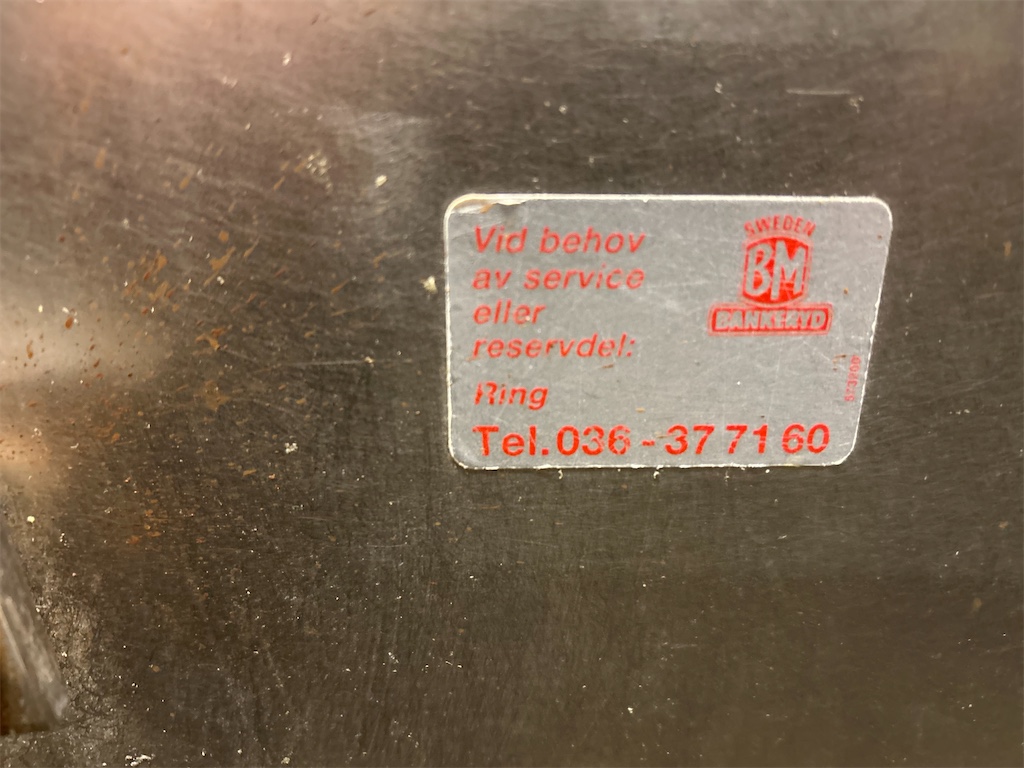 Vid behov
av service
eller
reservdel:
Ring
Tel. 036 - 37 71 60
SWEDEN
BM
BANKERYD